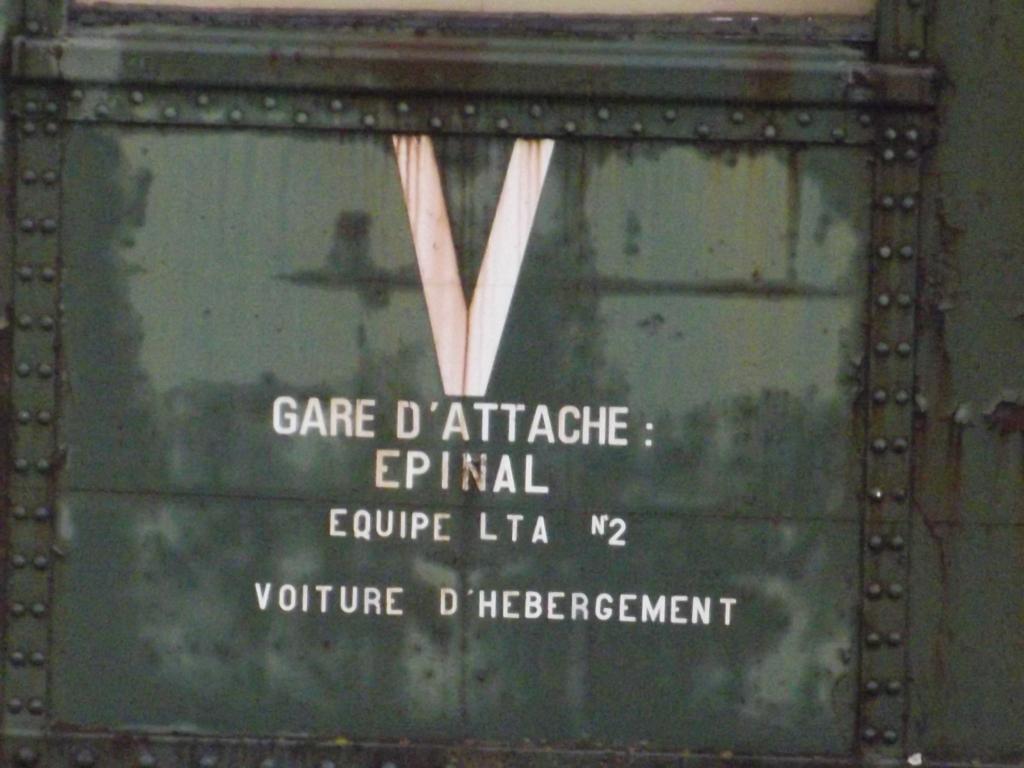 V
GARE D'ATTACHE :
EPINAL
EQUIPE LTA N°2
VOITURE D'HEBERGEMENT